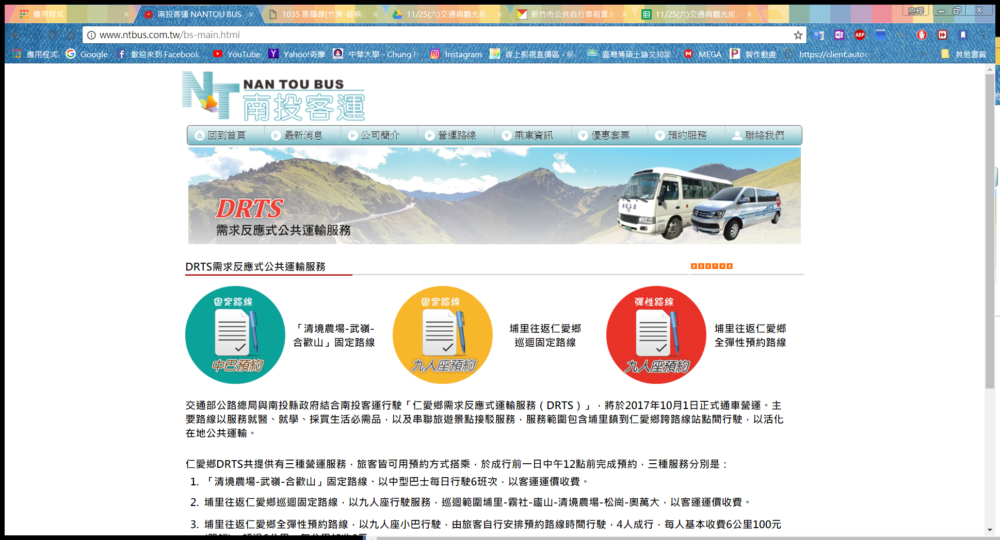 應用程式
南投客運 NANTOU BUS
1035 那羅線[竹東-經橫山
11/25(六)交通與觀光組.
新竹市公共自行車租賃系
11/25(六)交通與觀光組.
亮樺
www.ntbus.com.tw/bs-main.html
應用程式
Google
歡迎來到 Facebook
YouTube
Yahoo!奇摩
中華大學 - Chung H
Instagram
線上影視直播區 - 第
臺灣博碩士論文知識
MEGA
製作動畫
https://client.autoc
其他書籤
NAN TOU BUS
南投客運
回到首頁
最新消息
公司簡介
營運路線
乘車資訊
優惠套票
預約服務
聯絡我們
DRTS
需求反應式公共運輸服務
南投客運
DRTS
DRTS需求反應式公共運輸服務
005740
固定路線
中巴預約
「清境農場-武嶺-
合歡山」固定路線
固定路線
九人座預約
埔里往返仁愛鄉
巡迴固定路線
彈性路線
九人座預約
埔里往返仁愛鄉
全彈性預約路線
交通部公路總局與南投縣政府結合南投客運行駛「仁愛鄉需求反應式運輸服務（DRTS）」，將於2017年10月1日正式通車營運。主
要路線以服務就醫、就學、採買生活必需品，以及串聯旅遊景點接駁服務，服務範圍包含埔里鎮到仁愛鄉跨路線站點間行駛，以活化
在地公共運輸。
仁愛鄉DRTS共提供有三種營運服務，旅客皆可用預約方式搭乘，於成行前一日中午12點前完成預約，三種服務分別是：
1. 「清境農場-武嶺-合歡山」固定路線、以中型巴士每日行駛6班次，以客運運價收費。
2. 埔里往返仁愛鄉巡迴固定路線，以九人座行駛服務，巡迴範圍埔里-霧社-廬山-清境農場-松崗-奧萬大，以客運運價收費。
3. 埔里往返仁愛鄉全彈性預約路線，以九人座小巴行駛，由旅客自行安排預約路線時間行駛，4人成行，每人基本收費6公里100元